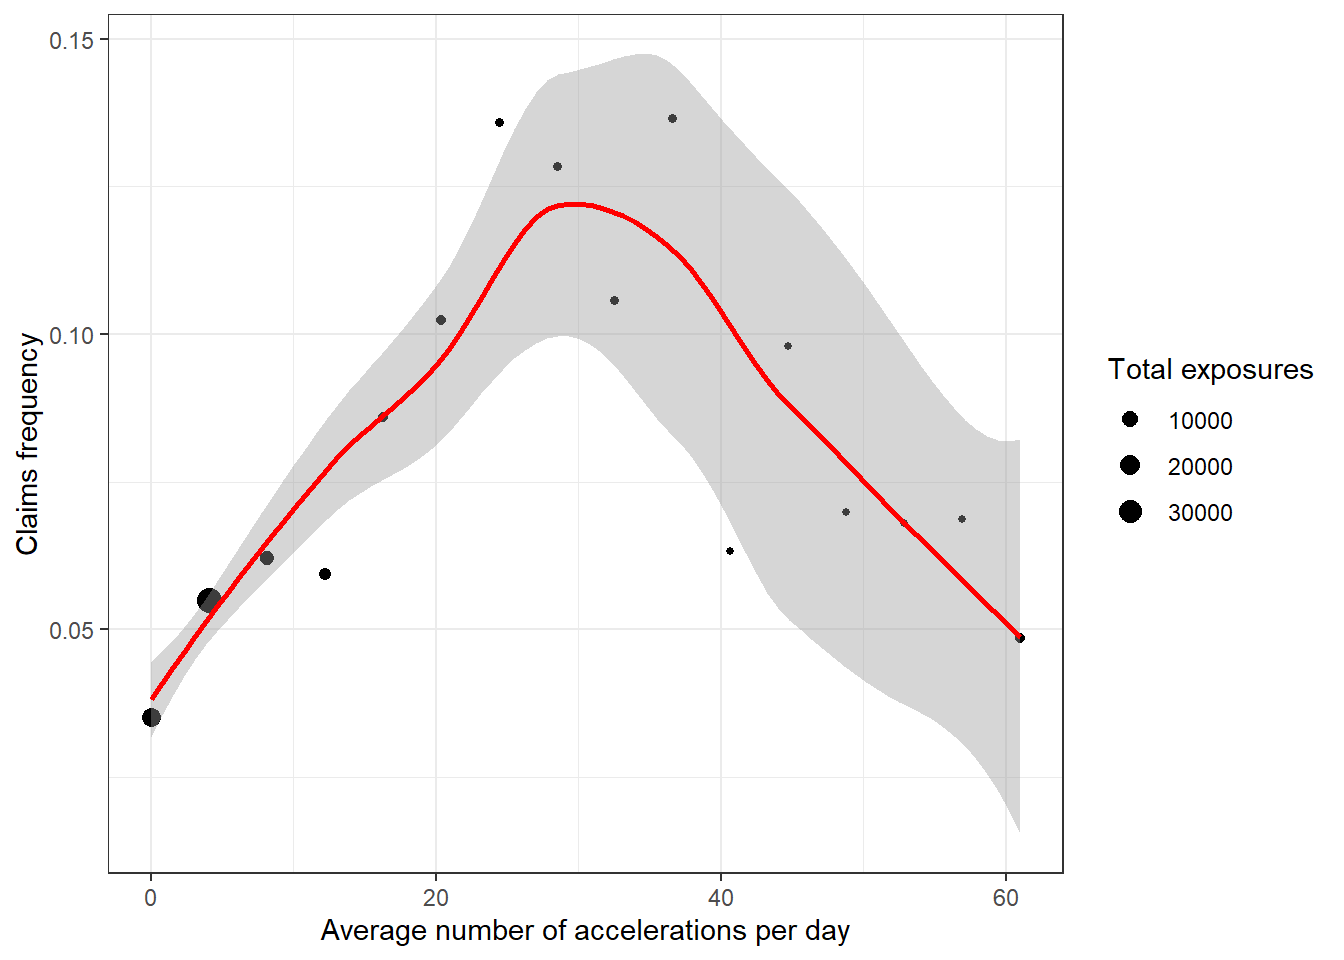 0.15
0.10
0.05
Claims frequency
0 20 40 60
Average number of accelerations per day
Total exposures
10000
20000
30000